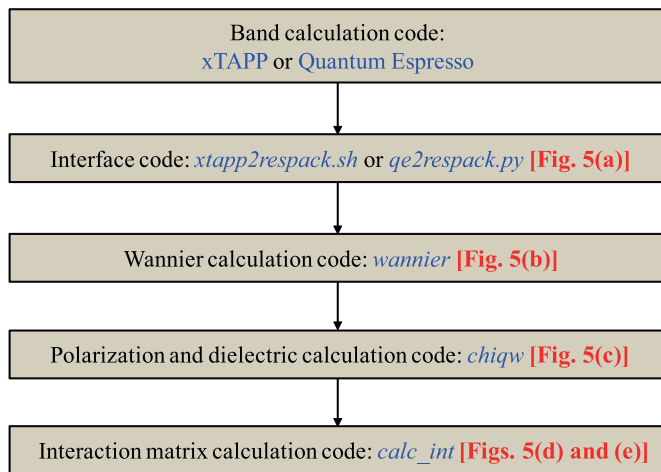 Band calculation code:
xTAPP or Quantum Espresso
Interface code: xtapp2respack.sh or qe2respack.py [Fig. 5(a)]
Wannier calculation code: wannier [Fig. 5(b)]
Polarization and dielectric calculation code: chiqw [Fig. 5(c)]
Interaction matrix calculation code: calc_int [Figs. 5(d) and (e)]